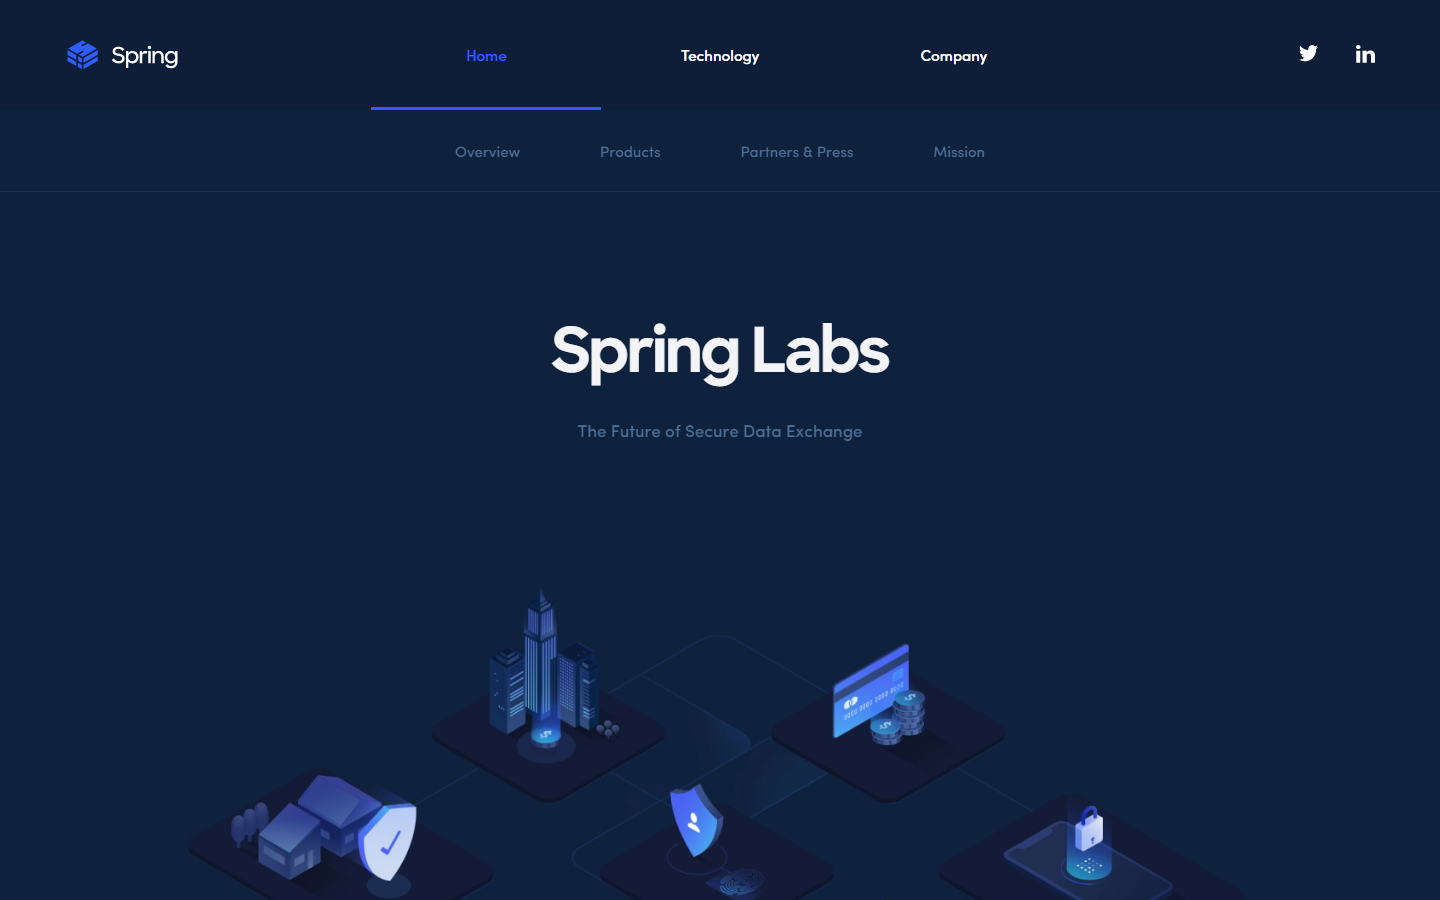 Spring
Home
Technology
Company
Overview
Products
Partners & Press
Mission
Spring Labs
The Future of Secure Data Exchange